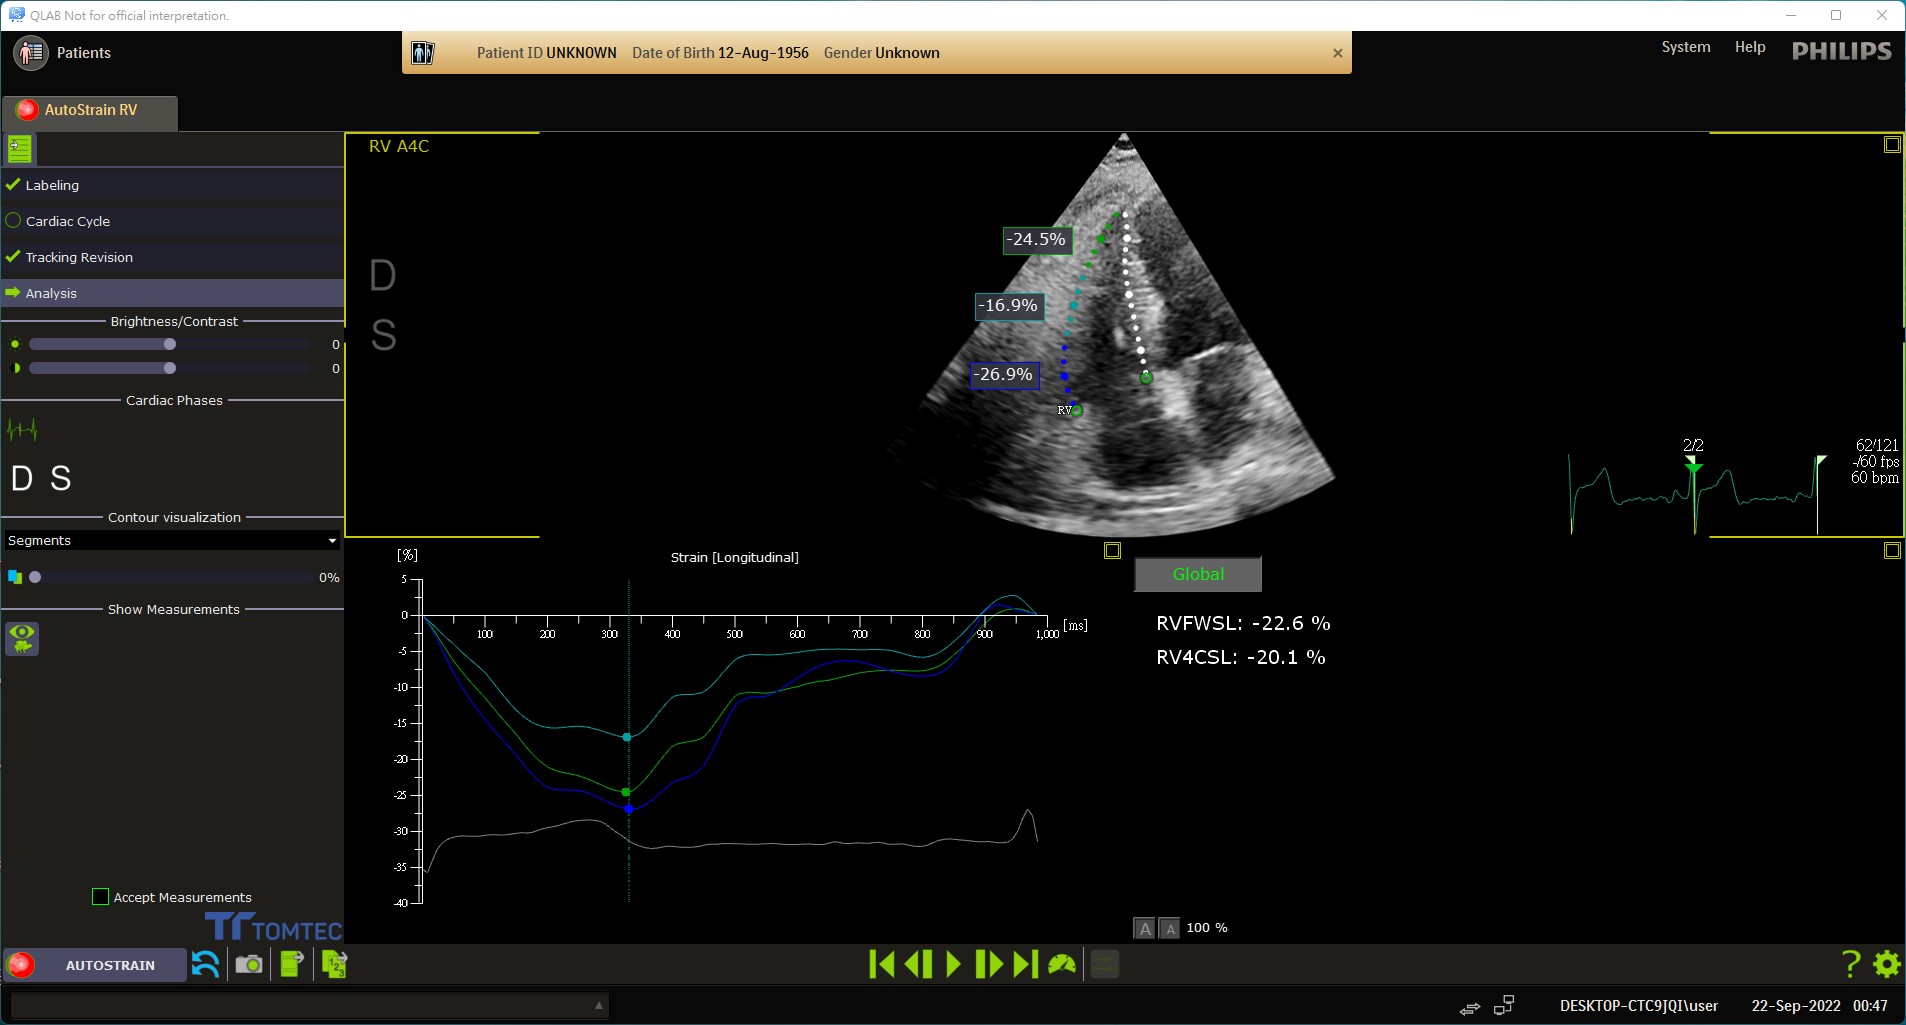 QLAB Not for official interpretation.
Patients
Patient ID UNKNOWN Date of Birth 12-Aug-1956 Gender Unknown
System Help PHILIPS
AutoStrain RV
Labeling
Cardiac Cycle
Tracking Revision
Analysis
Brightness/Contrast
0
0
Cardiac Phases
D S
Contour visualization
Segments
0%
Show Measurements
Accept Measurements
TOMTEC
RV A4C
D
S
-24.5%
-16.9%
-26.9%
RV
2/2
62/121
-/60 fps
60 bpm
[%]
Strain [Longitudinal]
5
0
-5
-10
-15
-20
-25
-30
-35
-40
100 200 300 400 500 600 700 800 900 1,000 [ms]
Global
RVFWSL: -22.6 %
RV4CSL: -20.1 %
A A 100 %
AUTOSTRAIN
1 2 3
?
DESKTOP-CTC9JQI\user 22-Sep-2022 00:47